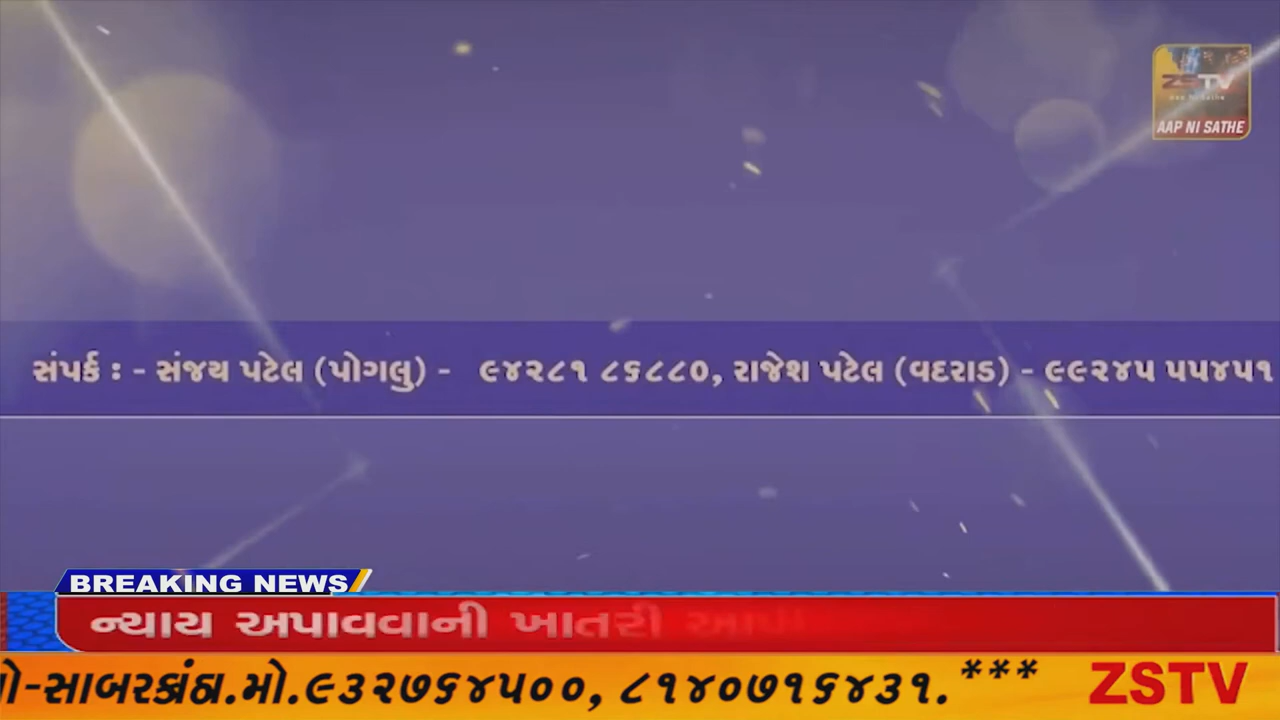 ZSTV
AAP NI SATHE
સંપર્ક : - સંજય પટેલ (પોગલુ) - ૯૪૨૮૧ ૮૬૮૮૦, રાજેશ પટેલ (વદરાડ) - ૯૯૨૪૫ ૫૫૪૫૧
BREAKING NEWS
ન્યાય અપાવવાની ખાતરી આપી
-સાબરકાંઠા.મો.૯૩૨૭૬૪૫૦૦, ૮૧૪૦૭૧૬૪૩૧. ***
ZSTV